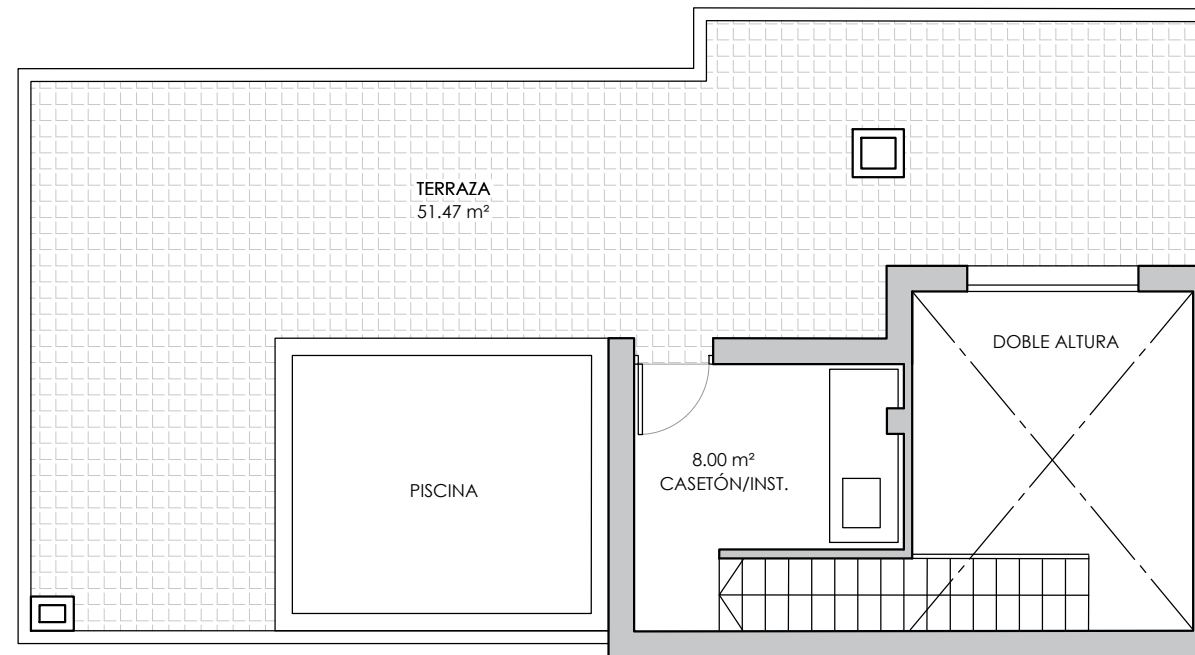 TERRAZA
51.47 m²
DOBLE ALTURA
8.00 m²
CASETÓN/INST.
PISCINA